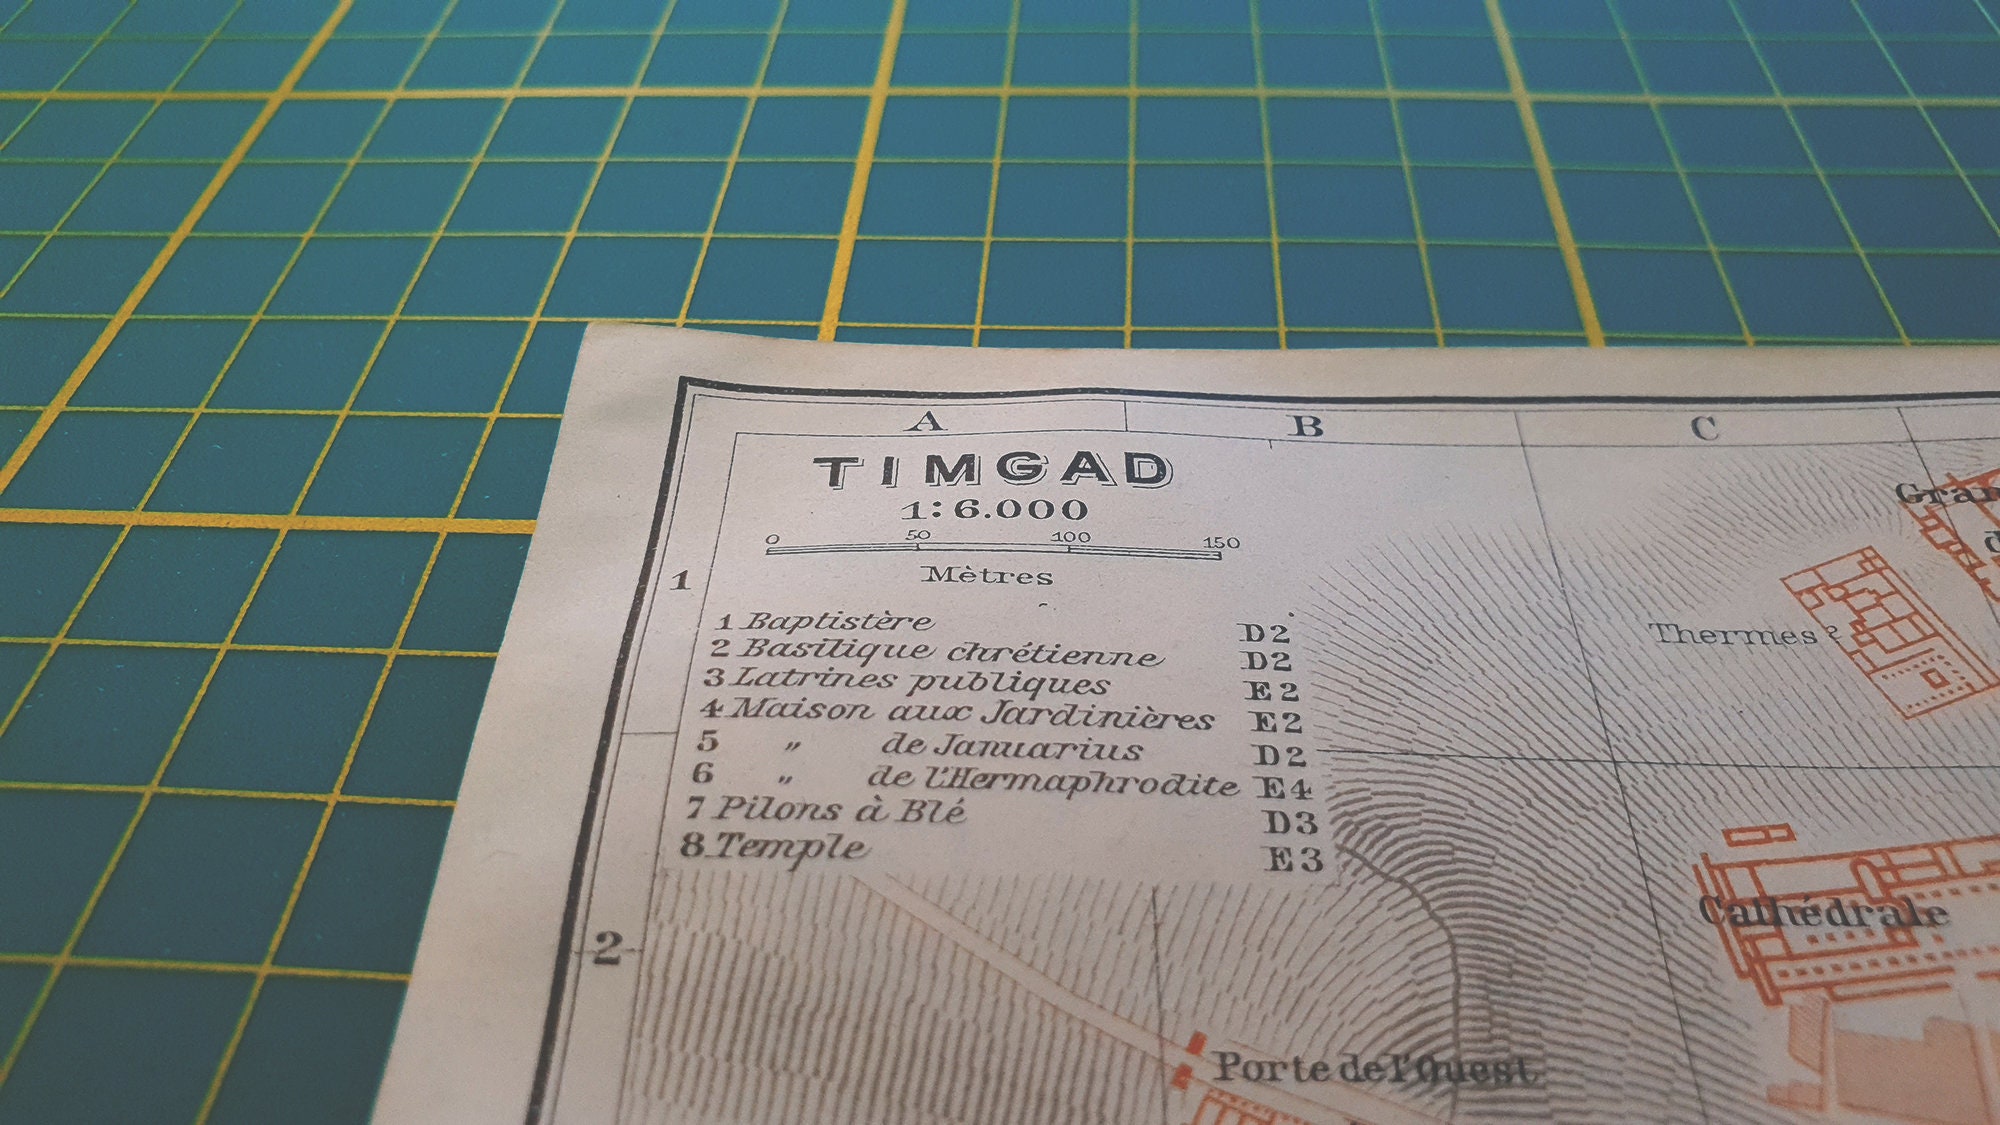 A B C
TIMGAD
1:6.000
0 50 100 150
Mètres
1
1 Baptistère D2
2 Basilique chrétienne D2
3 Latrines publiques E2
4 Maison aux Jardinières E2
5 〃 de Januarius D2
6 〃 de l'Hermaphrodite E4
7 Pilons à Blé D3
8 Temple E3
2
Thermes
Cathédrale
Porte de l'Ouest